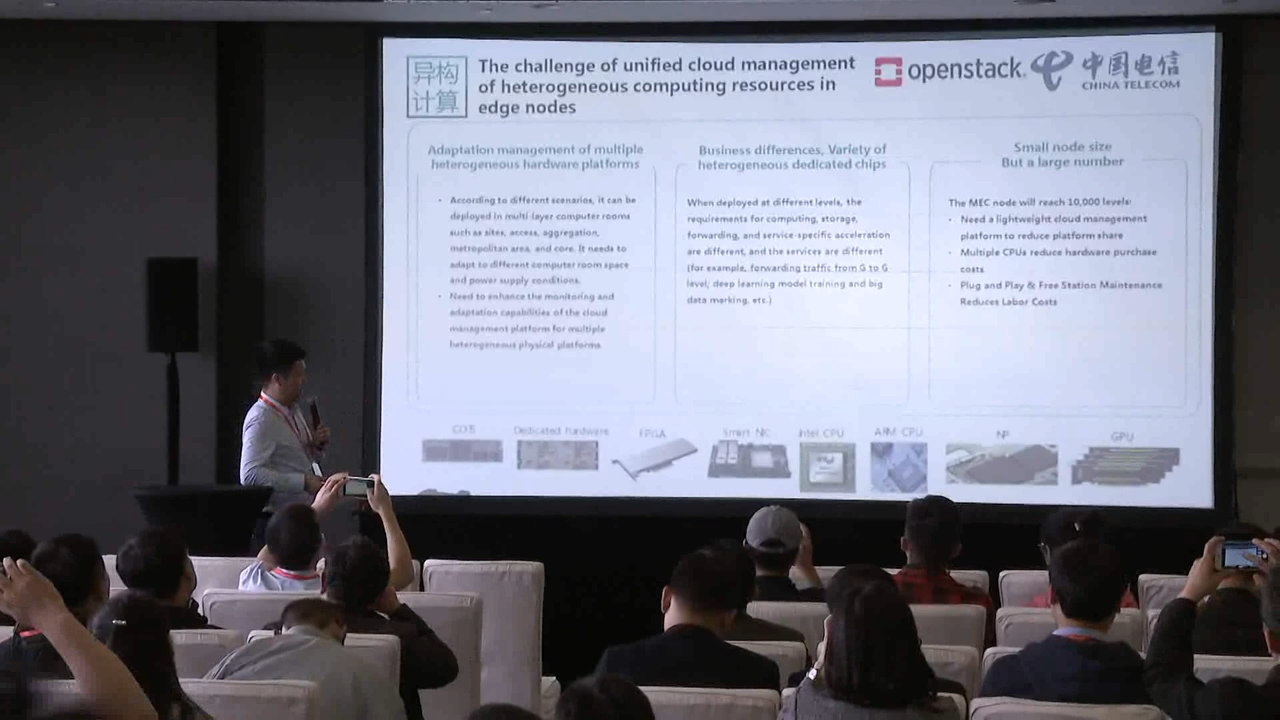 异构
计算
The challenge of unified cloud management
of heterogeneous computing resources in
edge nodes
openstack.
中国电信
CHINA TELECOM
Adaptation management of multiple
heterogeneous hardware platforms
• According to different scenarios, it can be
deployed in multi-layer computer rooms
such as sites, access, aggregation,
metropolitan area, and core. It needs to
adapt to different computer room space
and power supply conditions.
• Need to enhance the monitoring and
adaptation capabilities of the cloud
management platform for multiple
heterogeneous physical platforms.
Business differences, Variety of
heterogeneous dedicated chips
When deployed at different levels, the
requirements for computing, storage,
forwarding, and service-specific acceleration
are different, and the services are different
(for example, forwarding traffic from G to G
level; deep learning model training and big
data marking, etc.)
Small node size
But a large number
The MEC node will reach 10,000 levels:
• Need a lightweight cloud management
platform to reduce platform share
• Multiple CPUs reduce hardware purchase
costs
• Plug and Play & Free Station Maintenance
Reduces Labor Costs
Dedicated hardware
FPGA
Smart NIC
Intel CPU
ARM CPU
NP
GPU